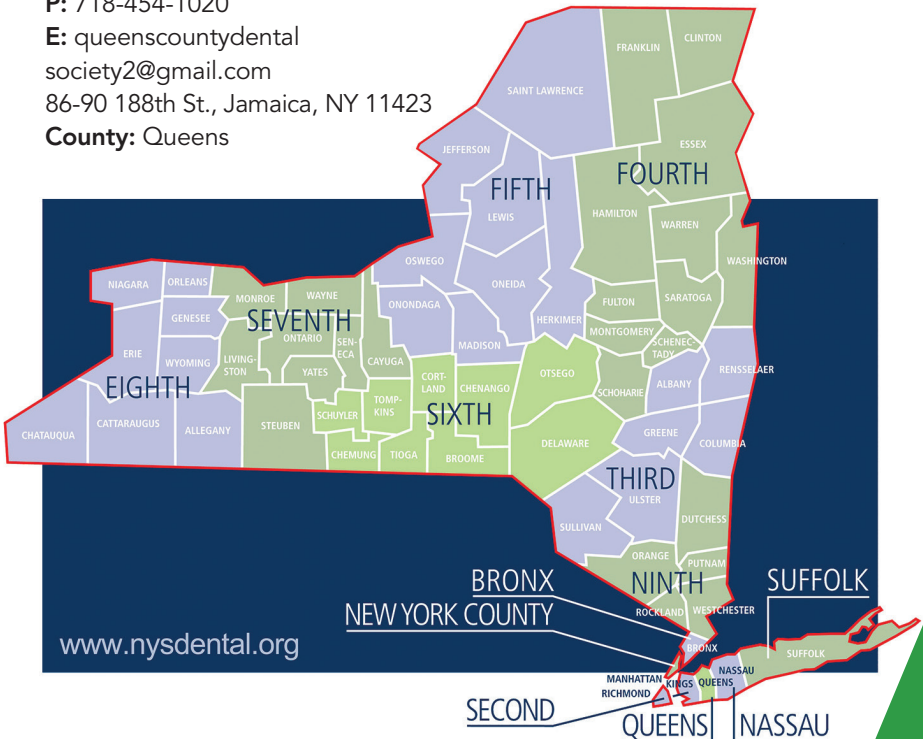 P: 718-454-1020
E: queenscountydental
society2@gmail.com
86-90 188th St., Jamaica, NY 11423
County: Queens
FRANKLIN
CLINTON
SAINT LAWRENCE
ESSEX
JEFFERSON
FOURTH
FIFTH
HAMILTON
LEWIS
WARREN
OSWEGO
WASHINGTON
NIAGARA
ORLEANS
ONEIDA
MONROE
WAYNE
ONONDAGA
FULTON
SARATOGA
GENESEE
SEVENTH
HERKIMER
MONTGOMERY
ONTARIO
SEN-
ECA
MADISON
SCHENEC-
TADY
ERIE
WYOMING
LIVING-
STON
CAYUGA
RENSSELAER
YATES
CORT-
LAND
CHENANGO
OTSEGO
ALBANY
EIGHTH
SCHOHARIE
TOMP-
KINS
SCHUYLER
SIXTH
CHATAUQUA
CATTARAUGUS
ALLEGANY
STEUBEN
GREENE
COLUMBIA
DELAWARE
CHEMUNG
TIOGA
BROOME
THIRD
ULSTER
SULLIVAN
DUTCHESS
ORANGE
PUTNAM
BRONX
NINTH
SUFFOLK
NEW YORK COUNTY
ROCKLAND
WESTCHESTER
www.nysdental.org
BRONX
SUFFOLK
NASSAU
MANHATTAN
KINGS
QUEENS
RICHMOND
SECOND
QUEENS
NASSAU